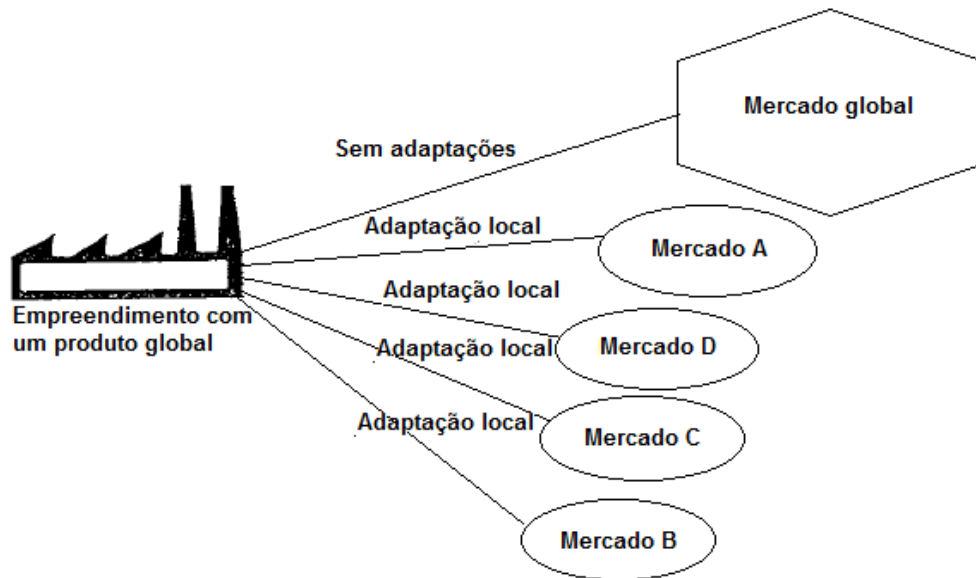 Mercado global
Sem adaptações
Adaptação local
Mercado A
Adaptação local
Empreendimento com
um produto global
Adaptação local
Mercado D
Adaptação local
Mercado C
Mercado B